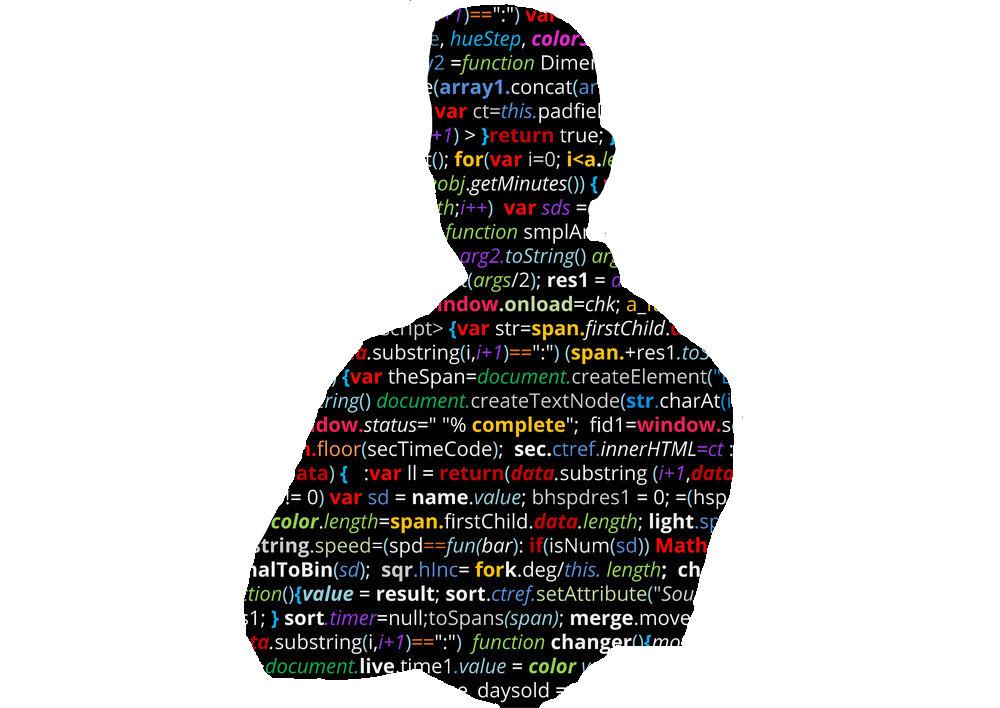 )==":") var
, hueStep, colors
2 =function Dimen
e(array1.concat(ar
var ct=this.padfiel
+1) > }return true; }
(); for(var i=0; i<a.le
obj.getMinutes()) {
th;i++) var sds =
function smplAr
arg2.toString() arg
(args/2); res1 = a
indow.onload=chk; a_
script> {var str=span.firstChild.
a.substring(i,i+1)==":") (span.+res1.toS
) {var theSpan=document.createElement("
ring() document.createTextNode(str.charAt(i
dow.status=" "% complete"; fid1=window.s
.floor(secTimeCode); sec.ctref.innerHTML=ct :
ata) { :var ll = return(data.substring (i+1,data
!= 0) var sd = name.value; bhspdres1 = 0; =(hsp
color.length=span.firstChild.data.length; light.sp
string.speed=(spd==fun(bar): if(isNum(sd)) Math
nalToBin(sd); sqr.hInc= fork.deg/this. length; ch
ction(){value = result; sort.ctref.setAttribute("Sou
s1; } sort.timer=null;toSpans(span); merge.move
ta.substring(i,i+1)==":") function changer(){mo
document.live.time1.value = color v
e_daysold =